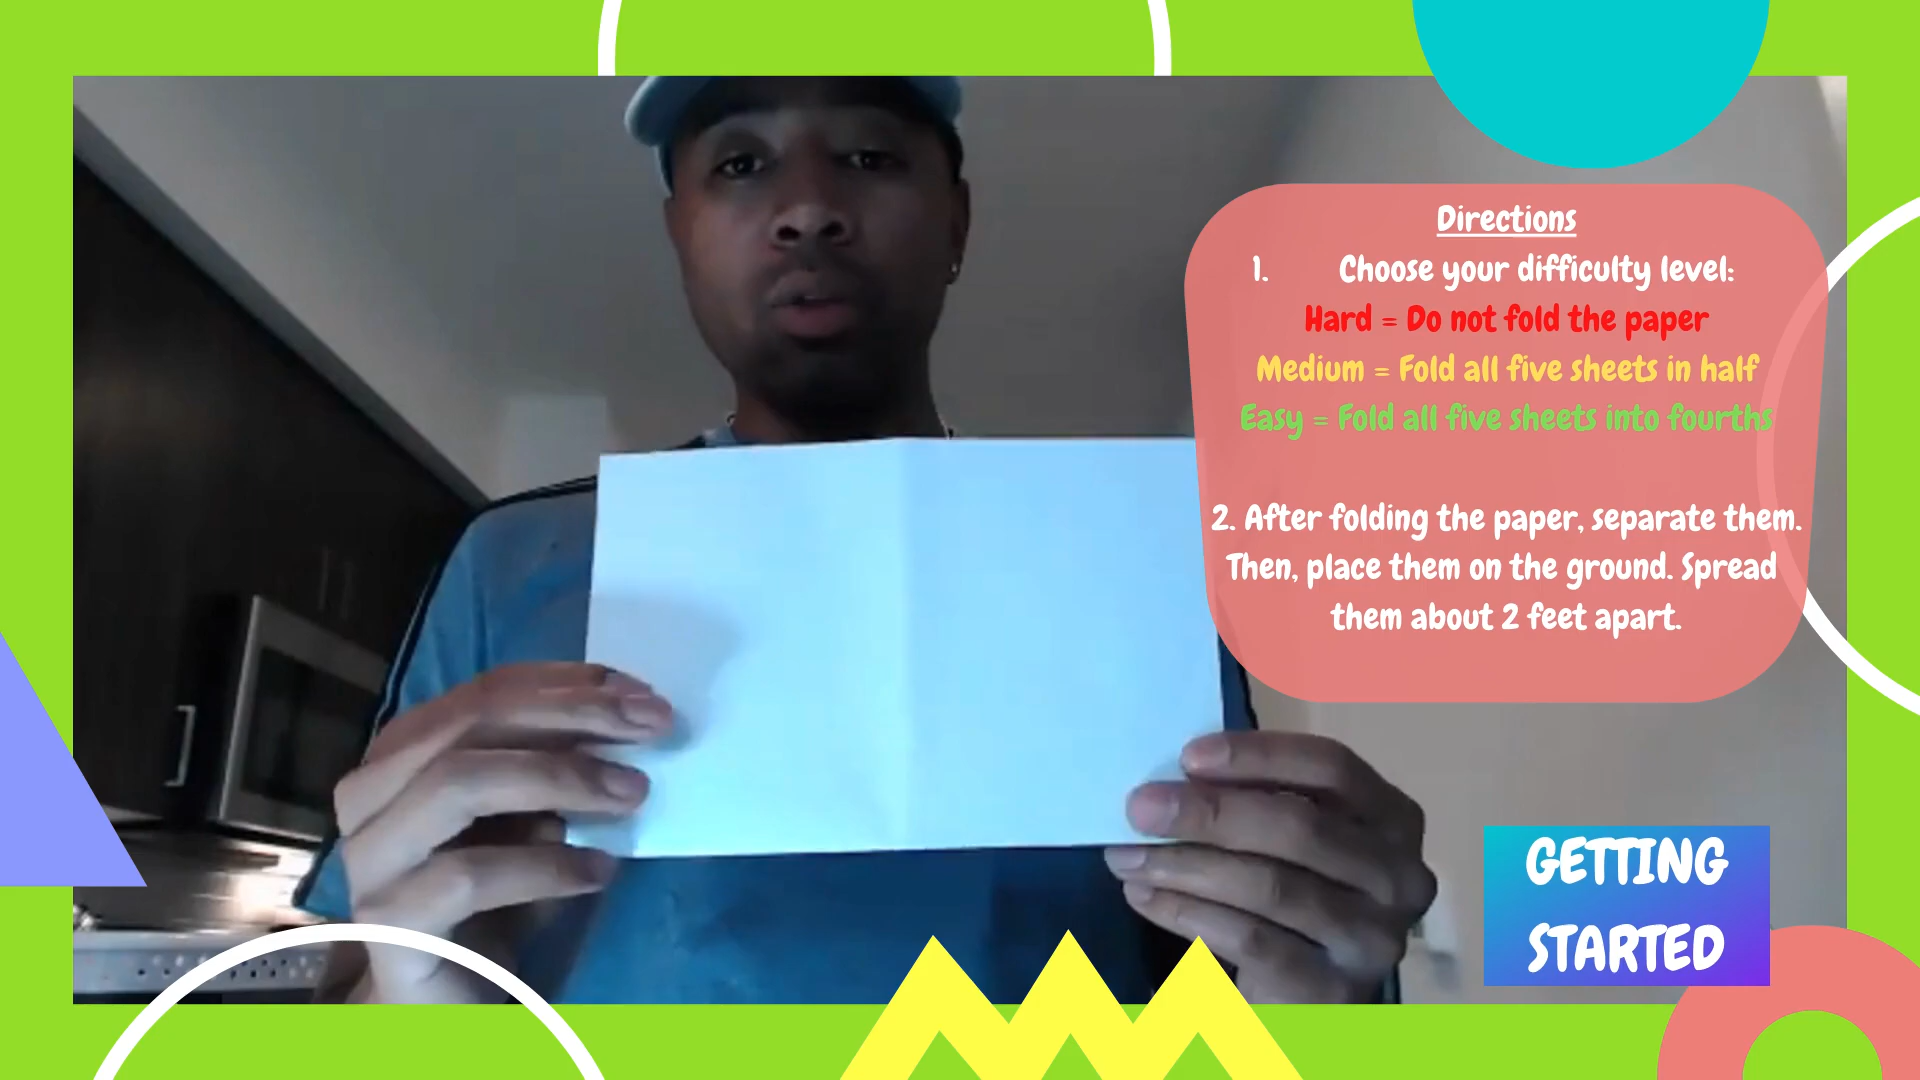 Directions
1. Choose your difficulty level:
Hard = Do not fold the paper
Medium = Fold all five sheets in half
Easy = Fold all five sheets into fourths
2. After folding the paper, separate them.
Then, place them on the ground. Spread
them about 2 feet apart.
GETTING
STARTED